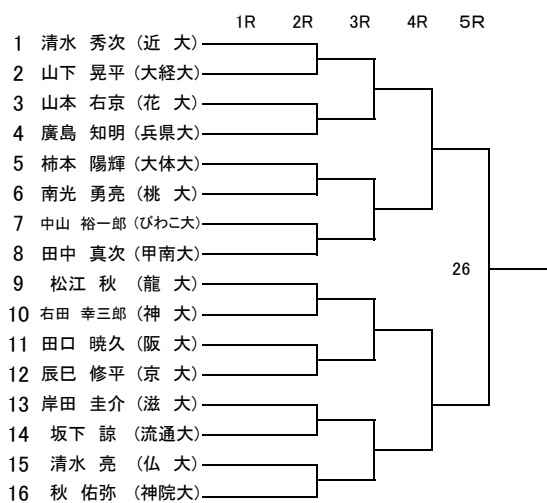 1R 2R 3R 4R 5R
1 清水 秀次 (近 大)
2 山下 晃平 (大経大)
3 山本 右京 (花 大)
4 廣島 知明 (兵県大)
5 柿本 陽輝 (大体大)
6 南光 勇亮 (桃 大)
7 中山 裕一郎 (びわこ大)
8 田中 真次 (甲南大)
26
9 松江 秋 (龍 大)
10 右田 幸三郎 (神 大)
11 田口 暁久 (阪 大)
12 辰巳 修平 (京 大)
13 岸田 圭介 (滋 大)
14 坂下 諒 (流通大)
15 清水 亮 (仏 大)
16 秋 佑弥 (神院大)